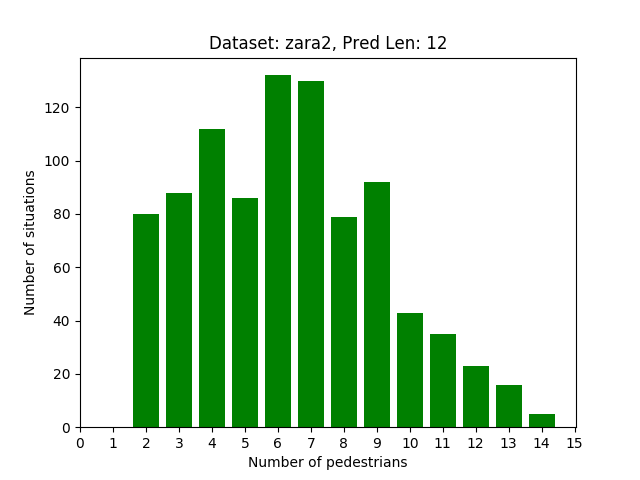 Dataset: zara2, Pred Len: 12
Number of situations
120
100
80
60
40
20
0
0 1 2 3 4 5 6 7 8 9 10 11 12 13 14 15
Number of pedestrians